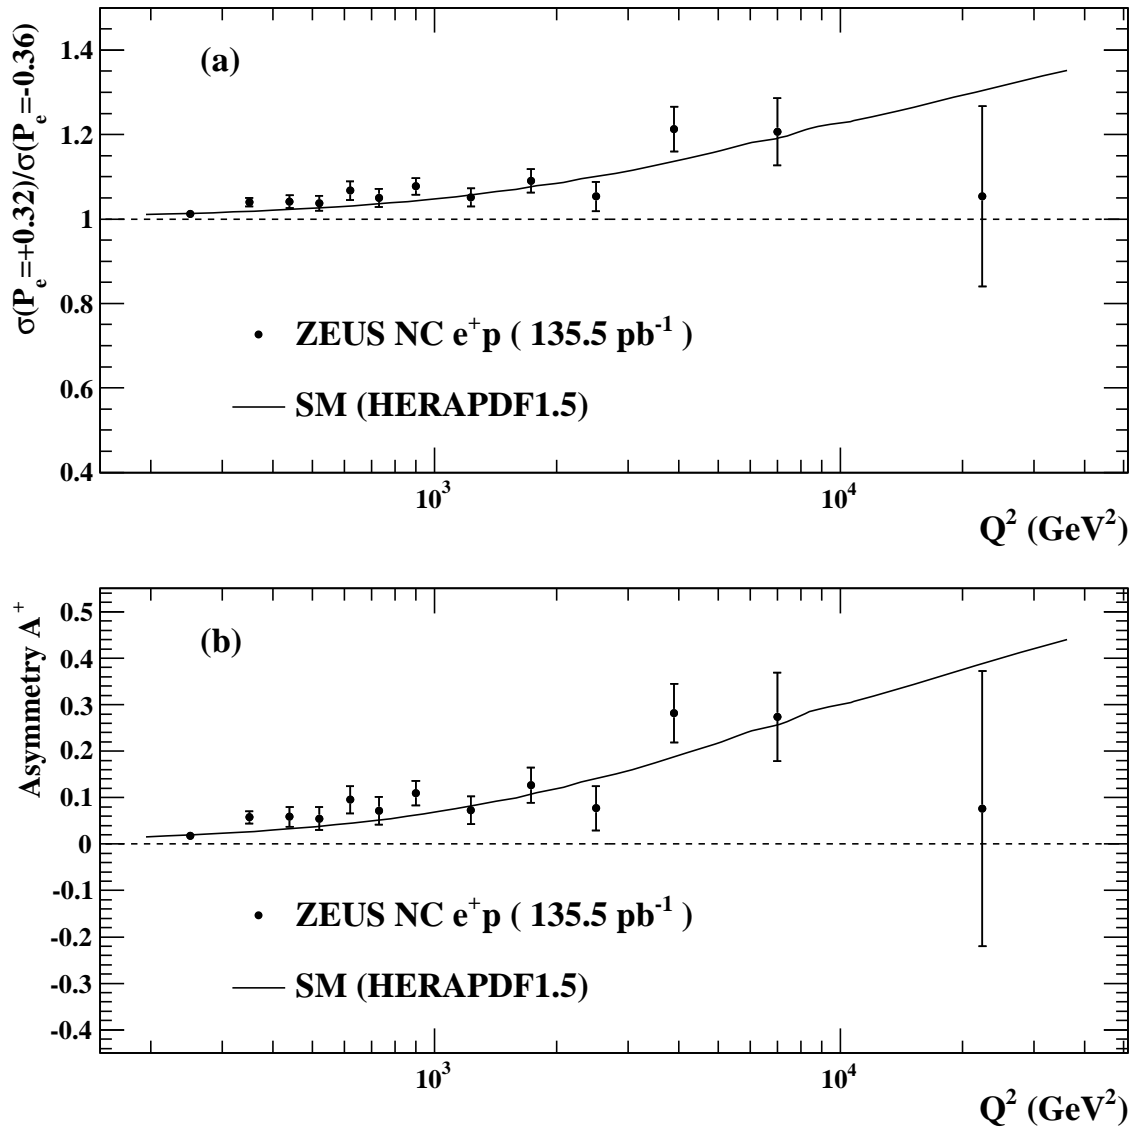 σ(P_e=+0.32)/σ(P_e=-0.36)
(a)
1.4
1.2
1
0.8
0.6
0.4
ZEUS NC e⁺p ( 135.5 pb⁻¹ )
SM (HERAPDF1.5)
10³
10⁴
Q² (GeV²)
Asymmetry A⁺
(b)
0.5
0.4
0.3
0.2
0.1
0
-0.1
-0.2
-0.3
-0.4
ZEUS NC e⁺p ( 135.5 pb⁻¹ )
SM (HERAPDF1.5)
10³
10⁴
Q² (GeV²)